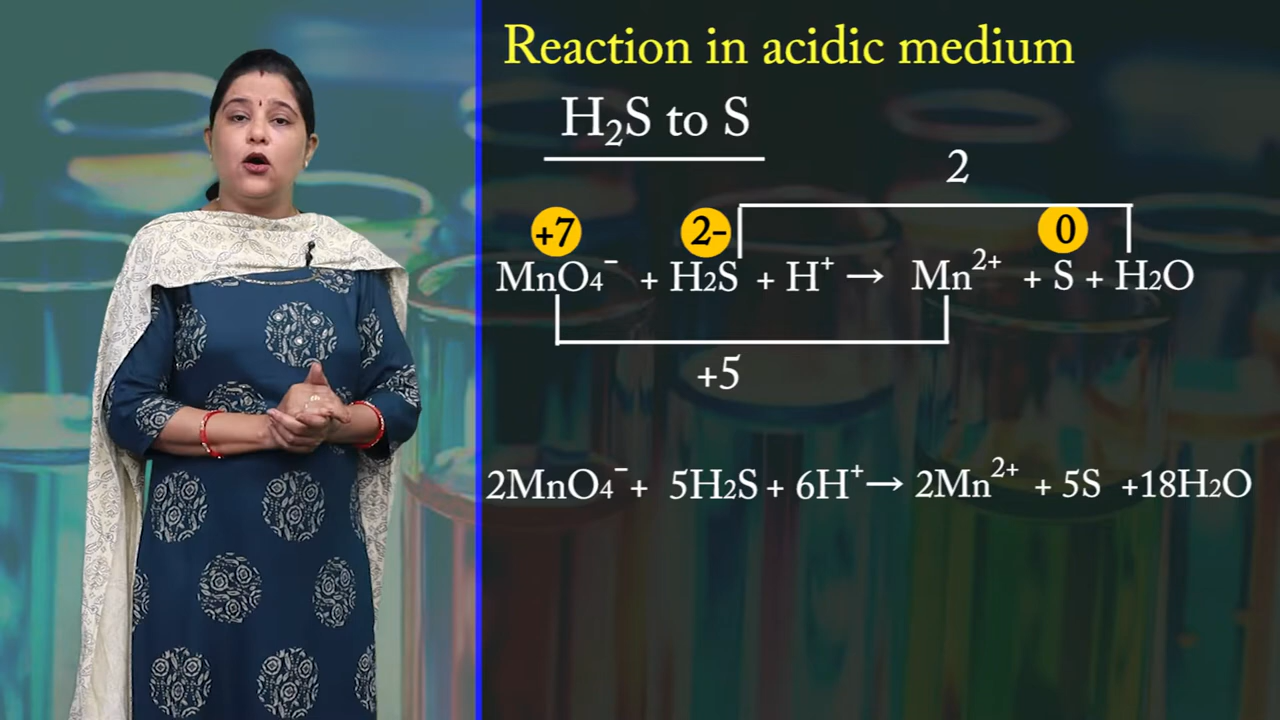 Reaction in acidic medium
H₂S to S
2
+7 2- 0
MnO₄⁻ + H₂S + H⁺ → Mn²⁺ + S + H₂O
+5
2MnO₄⁻ + 5H₂S + 6H⁺ → 2Mn²⁺ + 5S +18H₂O